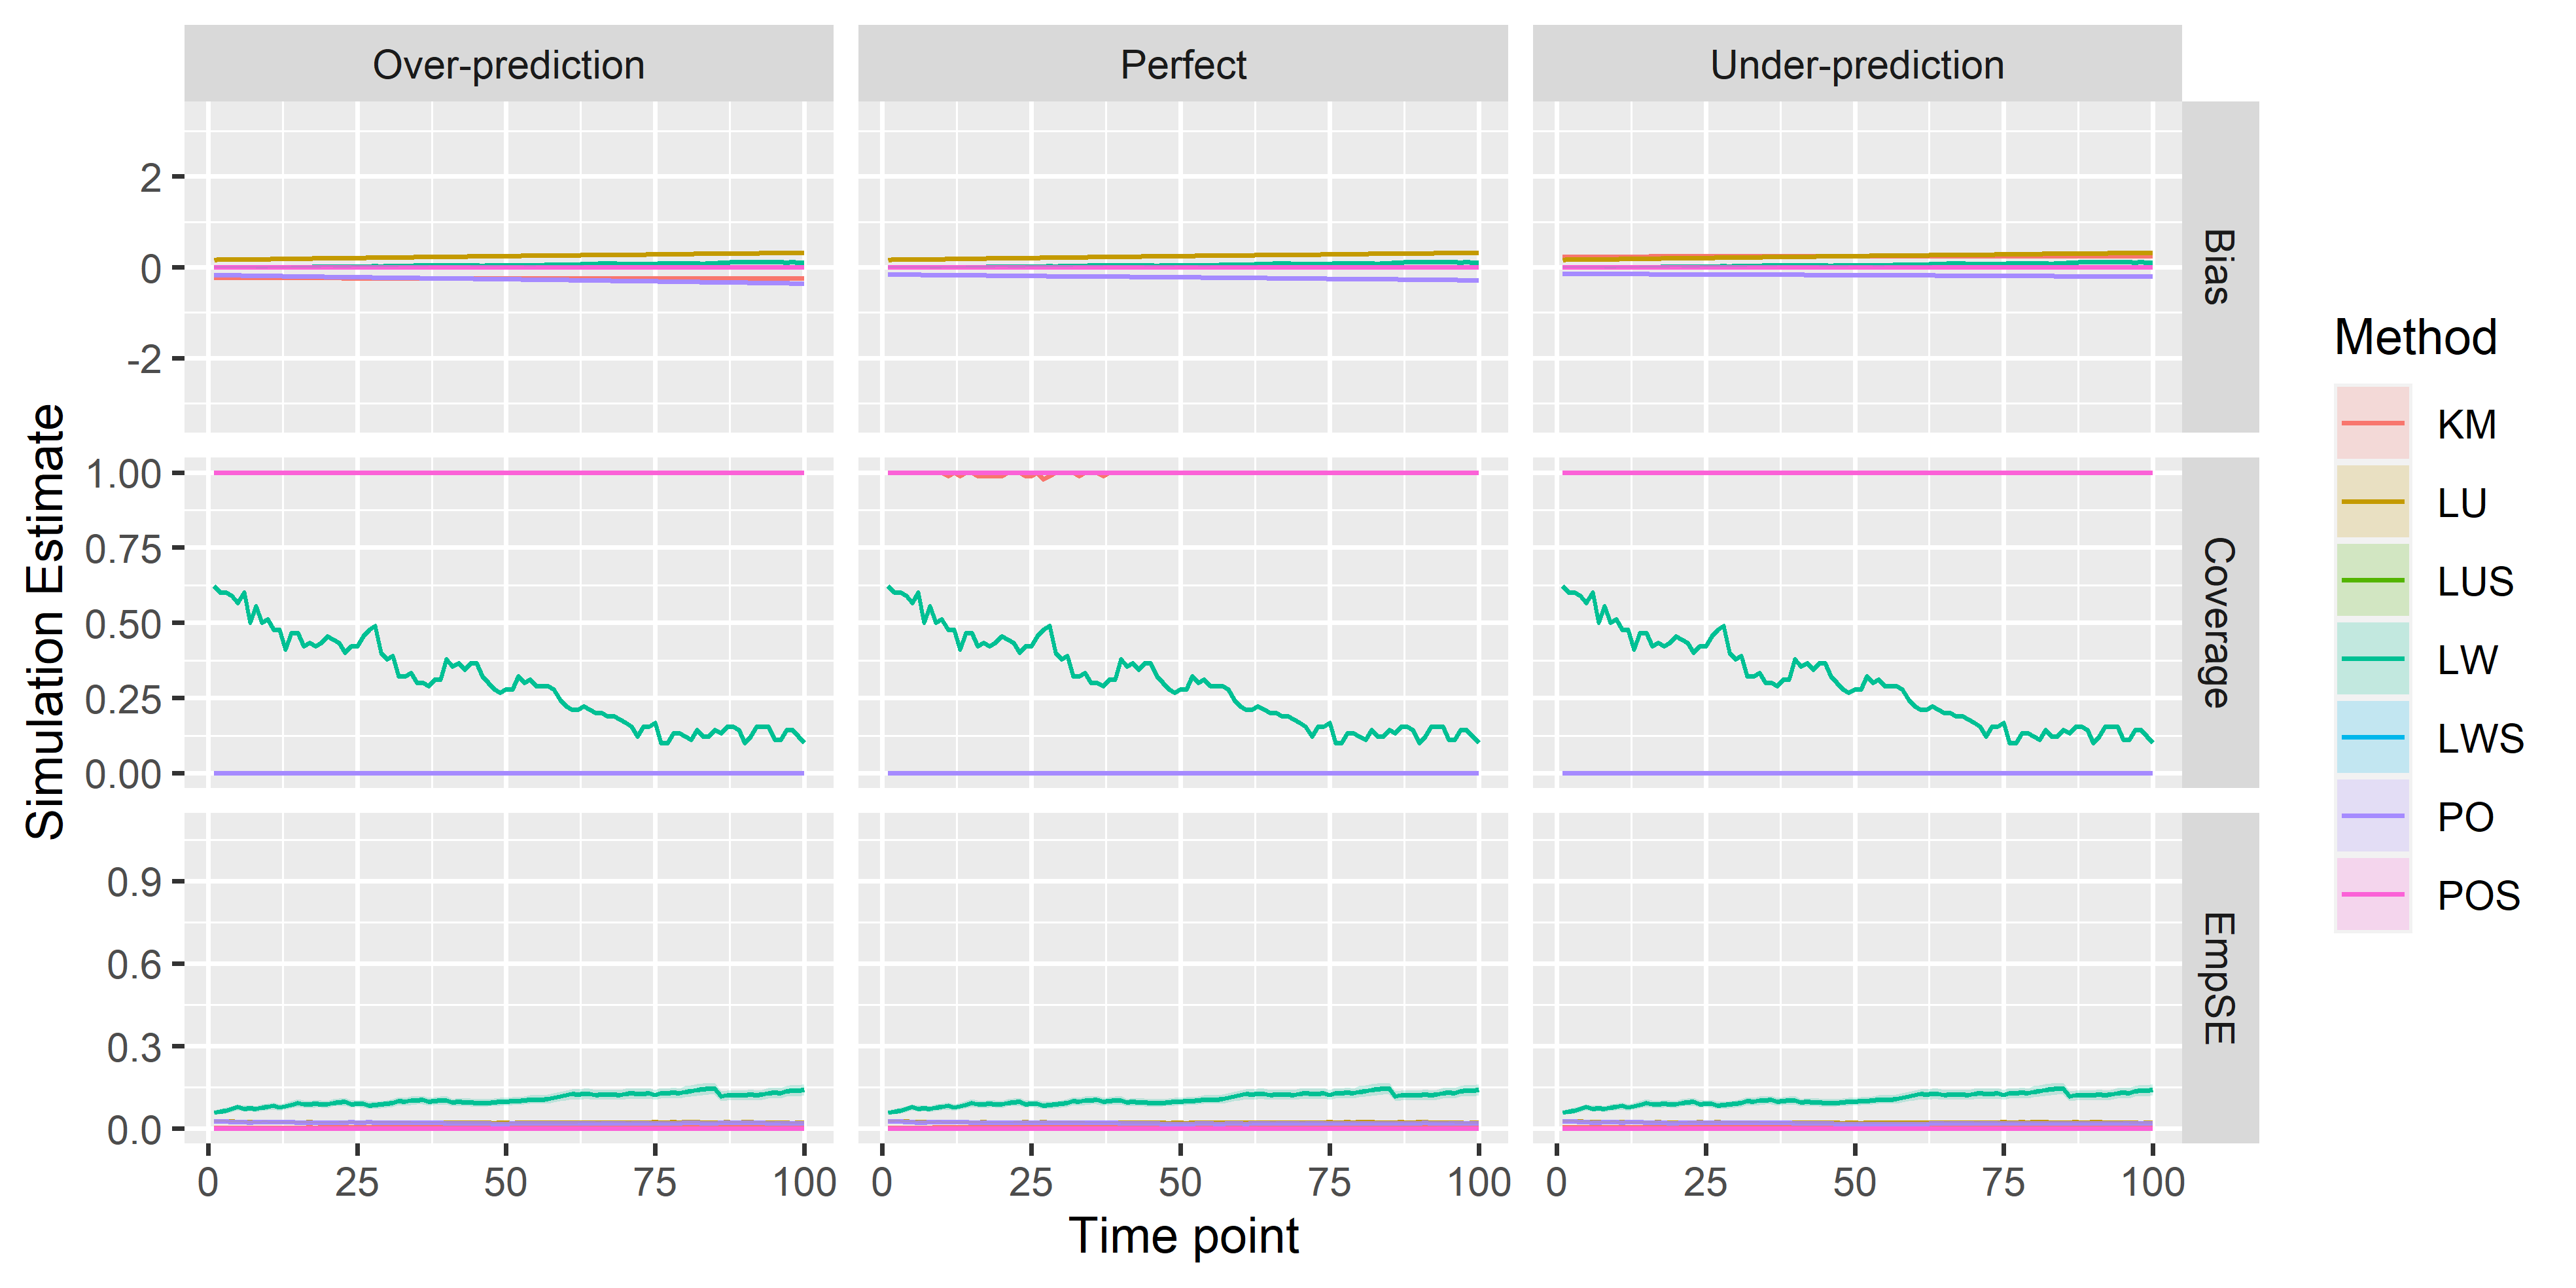 Over-prediction
Perfect
Under-prediction
2
0
-2
Bias
1.00
0.75
0.50
0.25
0.00
Coverage
0.9
0.6
0.3
0.0
EmpSE
0 25 50 75 100
0 25 50 75 100
0 25 50 75 100
Time point
Simulation Estimate
Method
KM
LU
LUS
LW
LWS
PO
POS